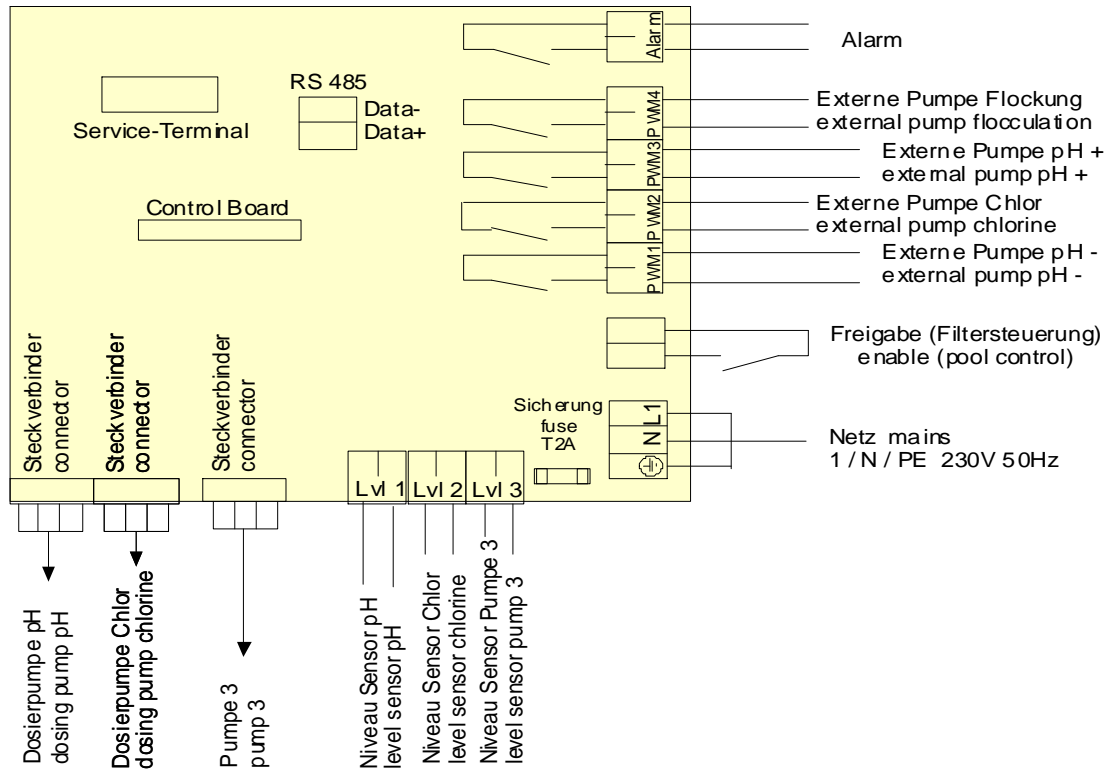 Alarm
Alarm
RS 485
Data-
Data+
Service-Terminal
PWM4
Externe Pumpe Flockung
external pump flocculation
PWM3
Externe Pumpe pH +
external pump pH +
Control Board
PWM2
Externe Pumpe Chlor
external pump chlorine
PWM1
Externe Pumpe pH -
external pump pH -
Freigabe (Filtersteuerung)
enable (pool control)
Steckverbinder
connector
Steckverbinder
connector
Steckverbinder
connector
Sicherung
fuse
T2A
L1
N
Netz mains
1 / N / PE 230V 50Hz
Lvl 1
Lvl 2
Lvl 3
Dosierpumpe pH
dosing pump pH
Dosierpumpe Chlor
dosing pump chlorine
Pumpe 3
pump 3
Niveau Sensor pH
level sensor pH
Niveau Sensor Chlor
level sensor chlorine
Niveau Sensor Pumpe 3
level sensor pump 3